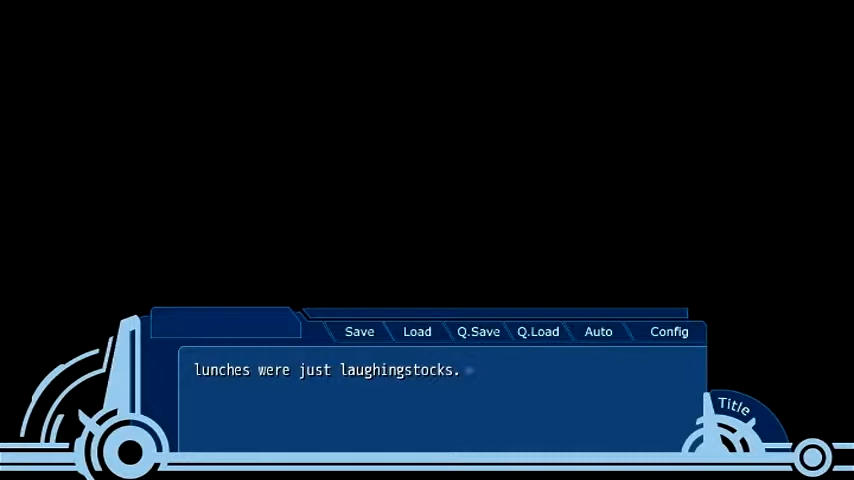 Save Load Q.Save Q.Load Auto Config
lunches were just laughingstocks.
Title